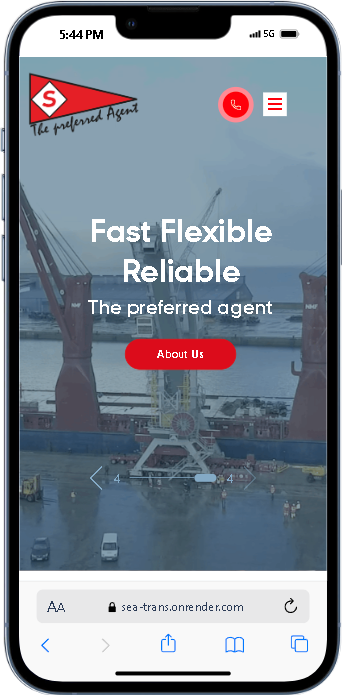 5:44 PM
5G
S
The preferred Agent
Fast Flexible
Reliable
The preferred agent
About Us
4
4
AA
sea-trans.onrender.com